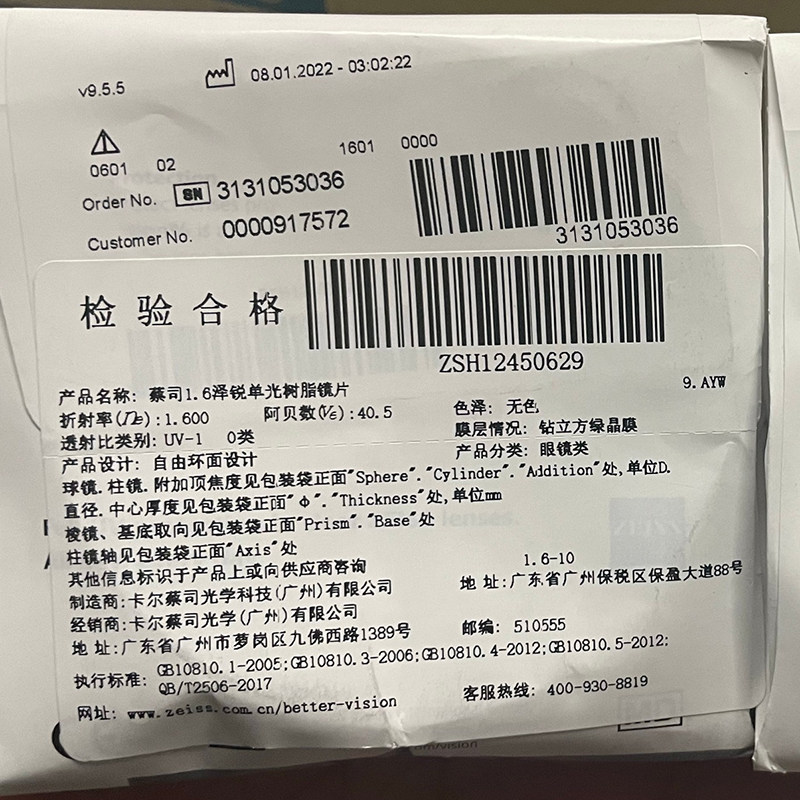 v9.5.5
08.01.2022 - 03:02:22
0601 02
1601 0000
Order No. SN 3131053036
3131053036
Customer No. 0000917572
检验合格
ZSH12450629
9.AYW
产品名称: 蔡司1.6泽锐单光树脂镜片
折射率(ne):1.600 阿贝数(Ve):40.5 色泽: 无色
透射比类别: UV-1 0类 膜层情况: 钻立方绿晶膜
产品设计: 自由环面设计 产品分类: 眼镜类
球镜.柱镜.附加顶焦度见包装袋正面"Sphere"."Cylinder"."Addition"处,单位D.
直径.中心厚度见包装袋正面"Φ"."Thickness"处,单位mm
棱镜、基底取向见包装袋正面"Prism"."Base"处
柱镜轴见包装袋正面"Axis"处
其他信息标识于产品上或向供应商咨询
1.6-10
制造商:卡尔蔡司光学科技(广州)有限公司 地 址:广东省广州保税区保盈大道88号
经销商:卡尔蔡司光学(广州)有限公司
地 址:广东省广州市萝岗区九佛西路1389号 邮编: 510555
执行标准: GB10810.1-2005;GB10810.3-2006;GB10810.4-2012;GB10810.5-2012;
QB/T2506-2017
网址: www.zeiss.com.cn/better-vision 客服热线: 400-930-8819